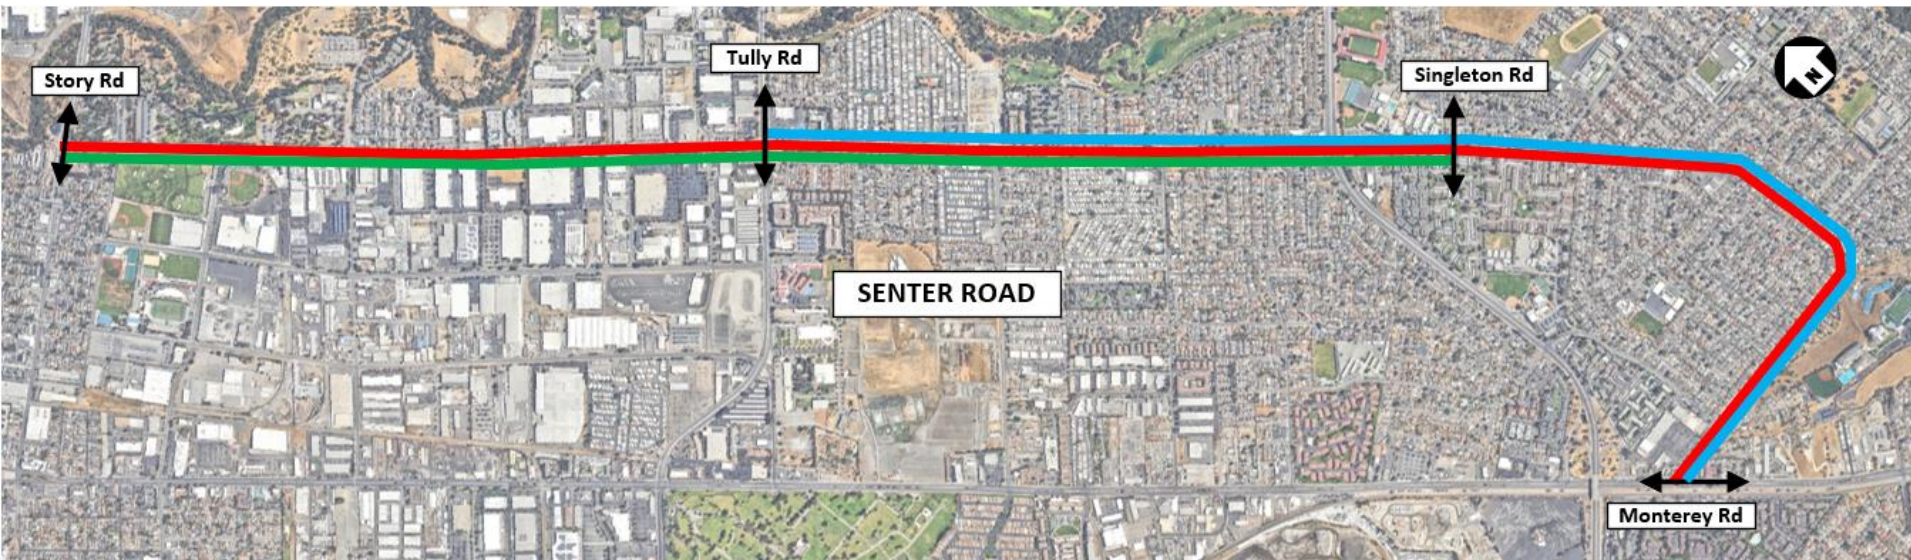 Story Rd
Tully Rd
Singleton Rd
N
SENTER ROAD
Monterey Rd